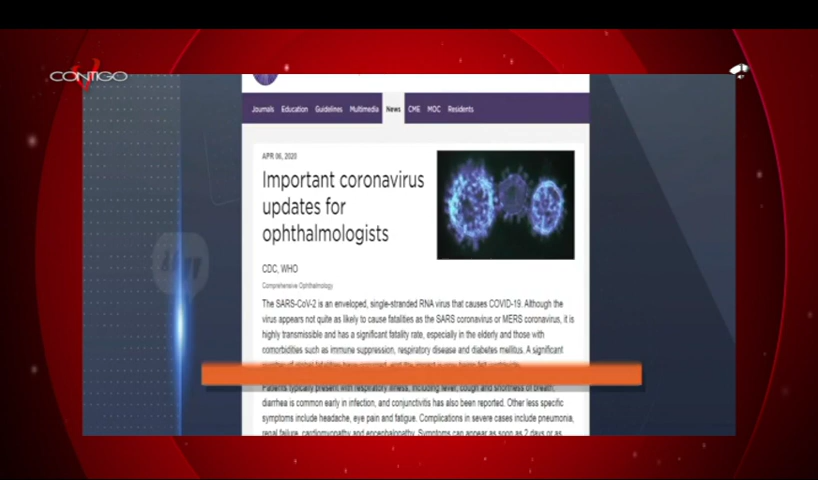 CONTIGO
Journals Education Guidelines Multimedia News CME MOC Residents
APR 06, 2020
Important coronavirus
updates for
ophthalmologists
CDC, WHO
Comprehensive Ophthalmology
The SARS-CoV-2 is an enveloped, single-stranded RNA virus that causes COVID-19. Although the
virus appears not quite as likely to cause fatalities as the SARS coronavirus or MERS coronavirus, it is
highly transmissible and has a significant fatality rate, especially in the elderly and those with
comorbidities such as immune suppression, respiratory disease and diabetes mellitus. A significant
Patients typically present with respiratory illness, including fever, cough and shortness of breath;
diarrhea is common early in infection, and conjunctivitis has also been reported. Other less specific
symptoms include headache, eye pain and fatigue. Complications in severe cases include pneumonia,
renal failure, cardiomyopathy and encephalopathy. Symptoms can appear as soon as 2 days or as